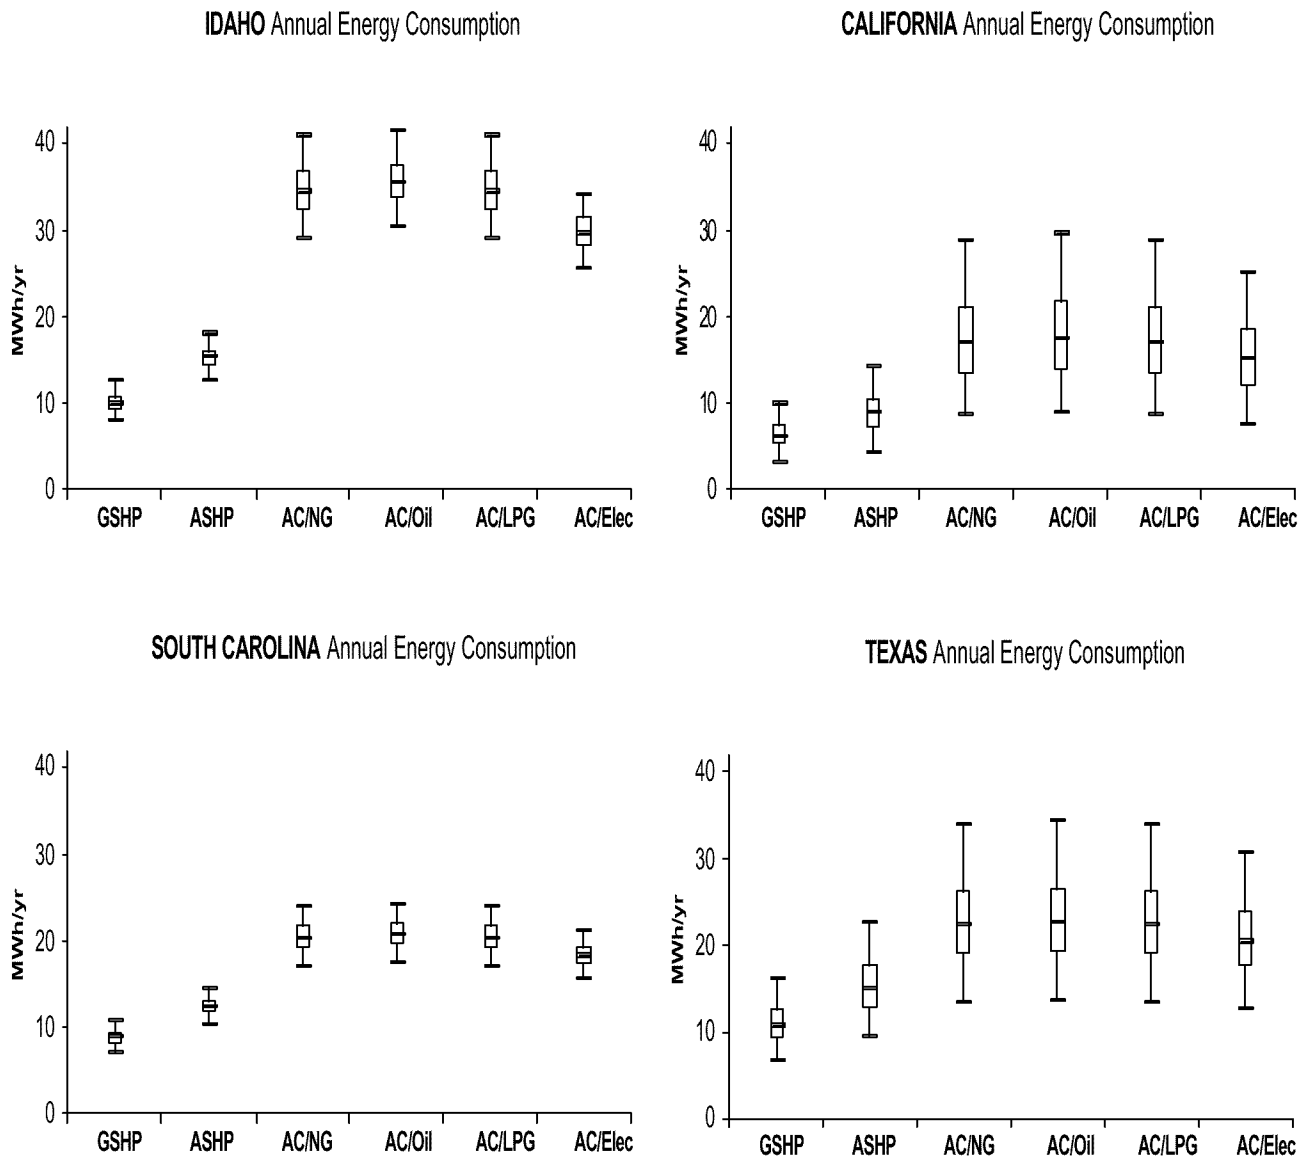 IDAHO Annual Energy Consumption
40
30
20
10
0
MWh/yr
GSHP ASHP AC/NG AC/Oil AC/LPG AC/Elec
CALIFORNIA Annual Energy Consumption
40
30
20
10
0
MWh/yr
GSHP ASHP AC/NG AC/Oil AC/LPG AC/Elec
SOUTH CAROLINA Annual Energy Consumption
40
30
20
10
0
MWh/yr
GSHP ASHP AC/NG AC/Oil AC/LPG AC/Elec
TEXAS Annual Energy Consumption
40
30
20
10
0
MWh/yr
GSHP ASHP AC/NG AC/Oil AC/LPG AC/Elec